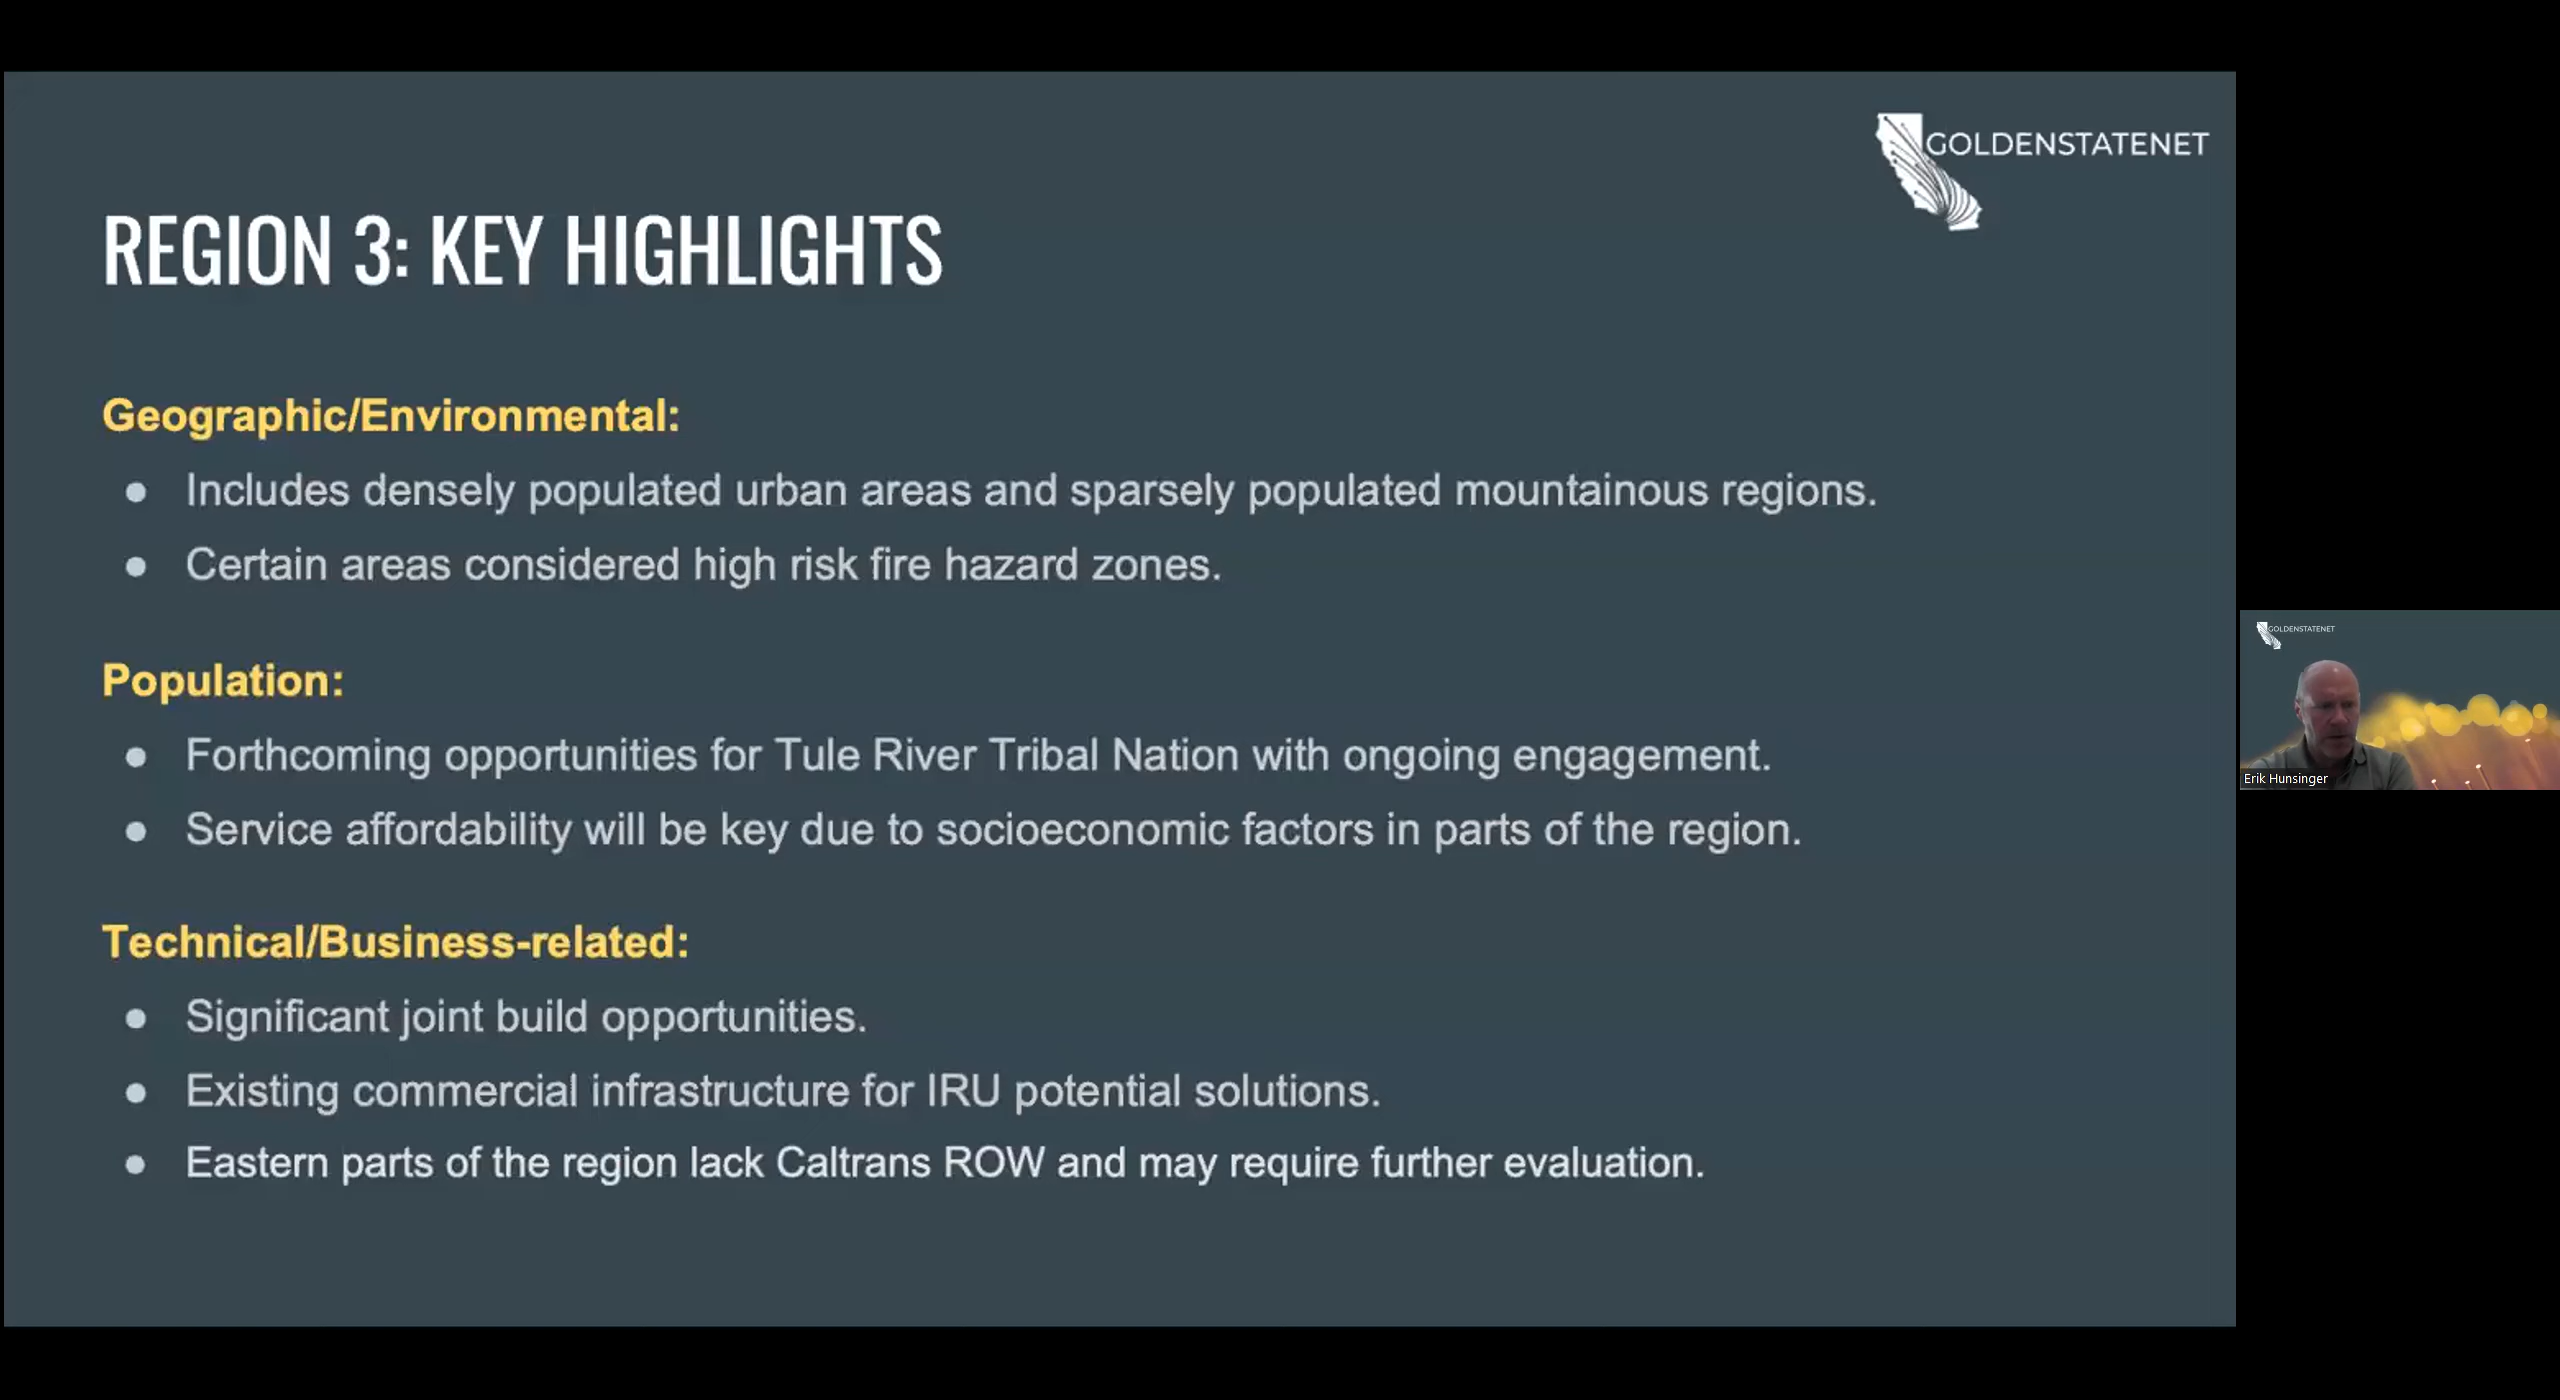 GOLDENSTATENET
REGION 3: KEY HIGHLIGHTS
Geographic/Environmental:
● Includes densely populated urban areas and sparsely populated mountainous regions.
● Certain areas considered high risk fire hazard zones.
Population:
● Forthcoming opportunities for Tule River Tribal Nation with ongoing engagement.
● Service affordability will be key due to socioeconomic factors in parts of the region.
Technical/Business-related:
● Significant joint build opportunities.
● Existing commercial infrastructure for IRU potential solutions.
● Eastern parts of the region lack Caltrans ROW and may require further evaluation.
GOLDENSTATENET
Erik Hunsinger